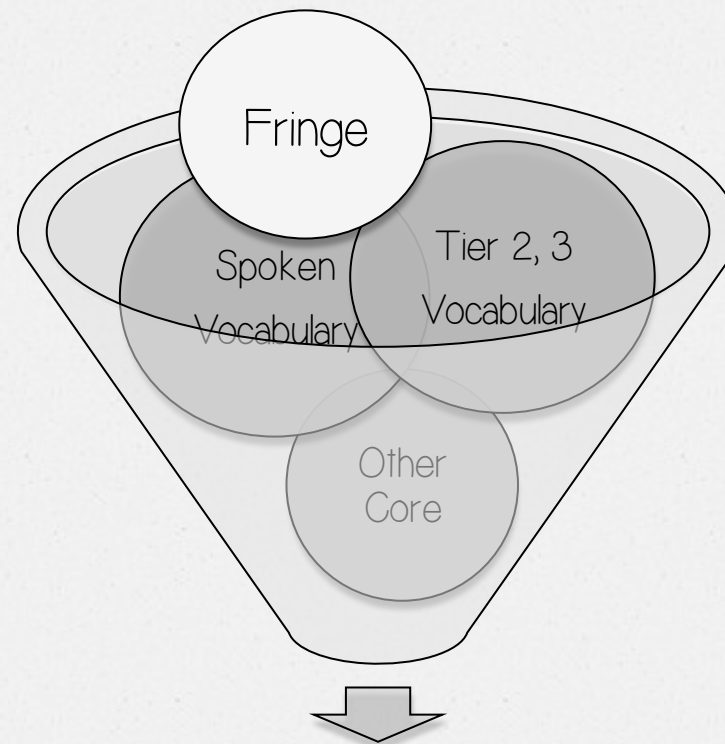 Fringe
Spoken
Vocabulary
Tier 2, 3
Vocabulary
Other
Core